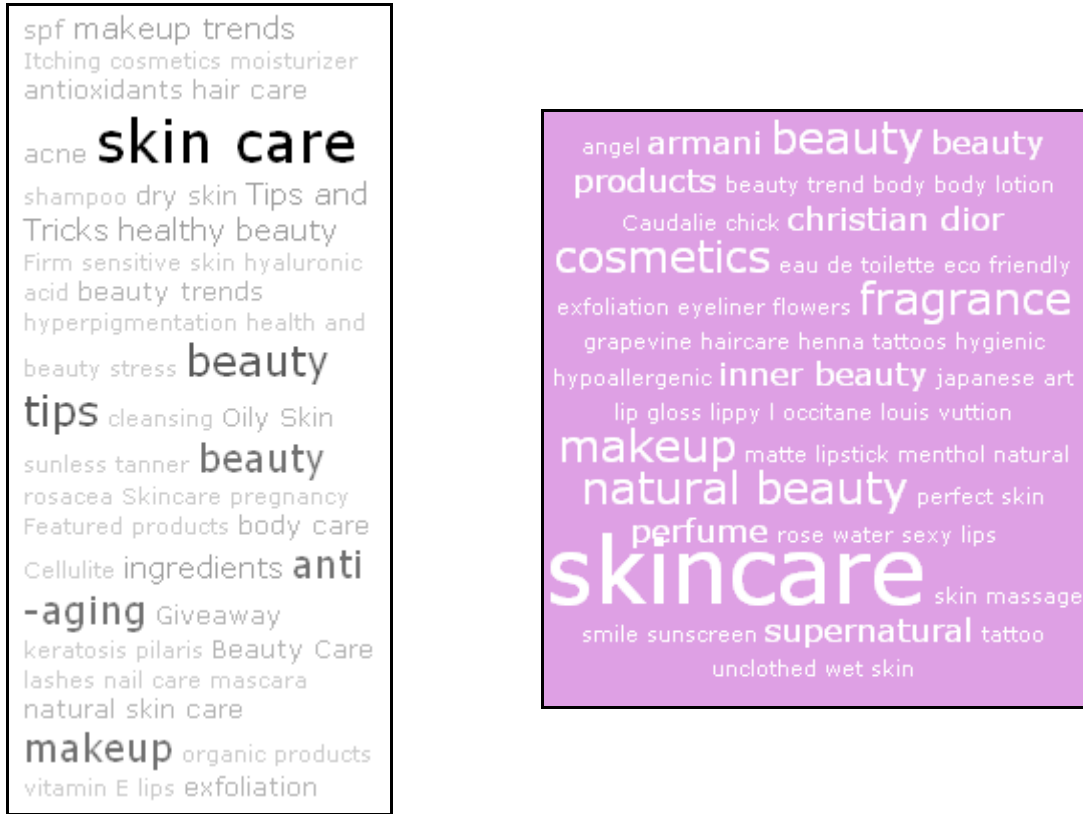 spf makeup trends
Itching cosmetics moisturizer
antioxidants hair care
acne skin care
shampoo dry skin Tips and
Tricks healthy beauty
Firm sensitive skin hyaluronic
acid beauty trends
hyperpigmentation health and
beauty stress beauty
tips cleansing Oily Skin
sunless tanner beauty
rosacea Skincare pregnancy
Featured products body care
Cellulite ingredients anti
-aging Giveaway
keratosis pilaris Beauty Care
lashes nail care mascara
natural skin care
makeup organic products
vitamin E lips exfoliation
angel armani beauty beauty
products beauty trend body body lotion
Caudalie chick christian dior
cosmetics eau de toilette eco friendly
exfoliation eyeliner flowers fragrance
grapevine haircare henna tattoos hygienic
hypoallergenic inner beauty japanese art
lip gloss lippy l occitane louis vuttion
makeup matte lipstick menthol natural
natural beauty perfect skin
perfume rose water sexy lips
skincare skin massage
smile sunscreen supernatural tattoo
unclothed wet skin